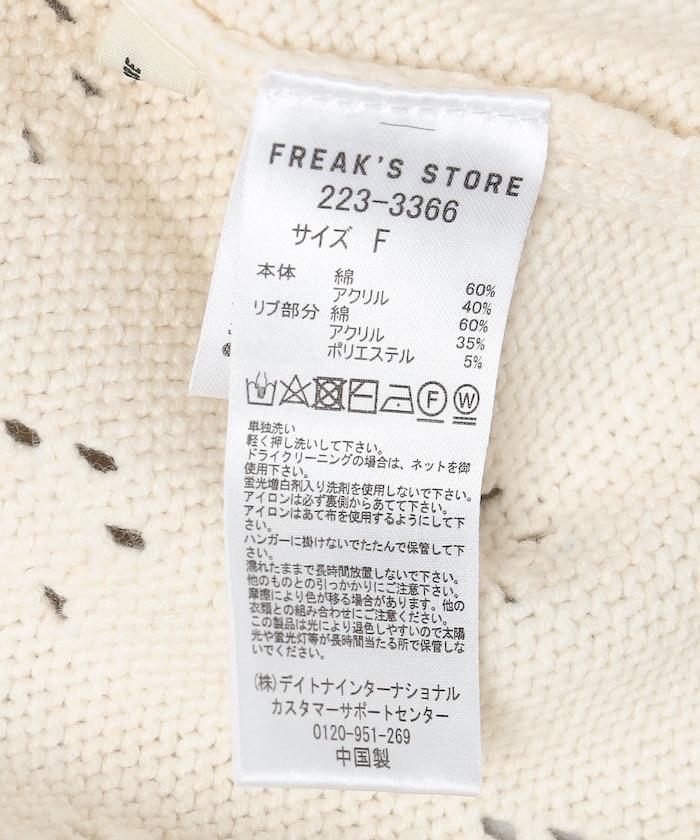 FREAK'S STORE
223-3366
サイズ F
本体 綿 60%
アクリル 40%
リブ部分 綿 60%
アクリル 35%
ポリエステル 5%
F W
単独洗い
軽く押し洗いして下さい。
ドライクリーニングの場合は、ネットを御
使用下さい。
蛍光増白剤入り洗剤を使用しないで下さい。
アイロンは必ず裏側からあてて下さい。
アイロンはあて布を使用するようにして下
さい。
ハンガーに掛けないでたたんで保管して下
さい。
濡れたままで長時間放置しないで下さい。
他のものとの引っかかりにご注意下さい。
摩擦により色が移る場合があります。他の
衣類との組み合わせにご注意ください。
この製品は光により退色しやすいので太陽
光や蛍光灯等が長時間当たる所で保管しな
いでください。
(株)デイトナインターナショナル
カスタマーサポートセンター
0120-951-269
中国製